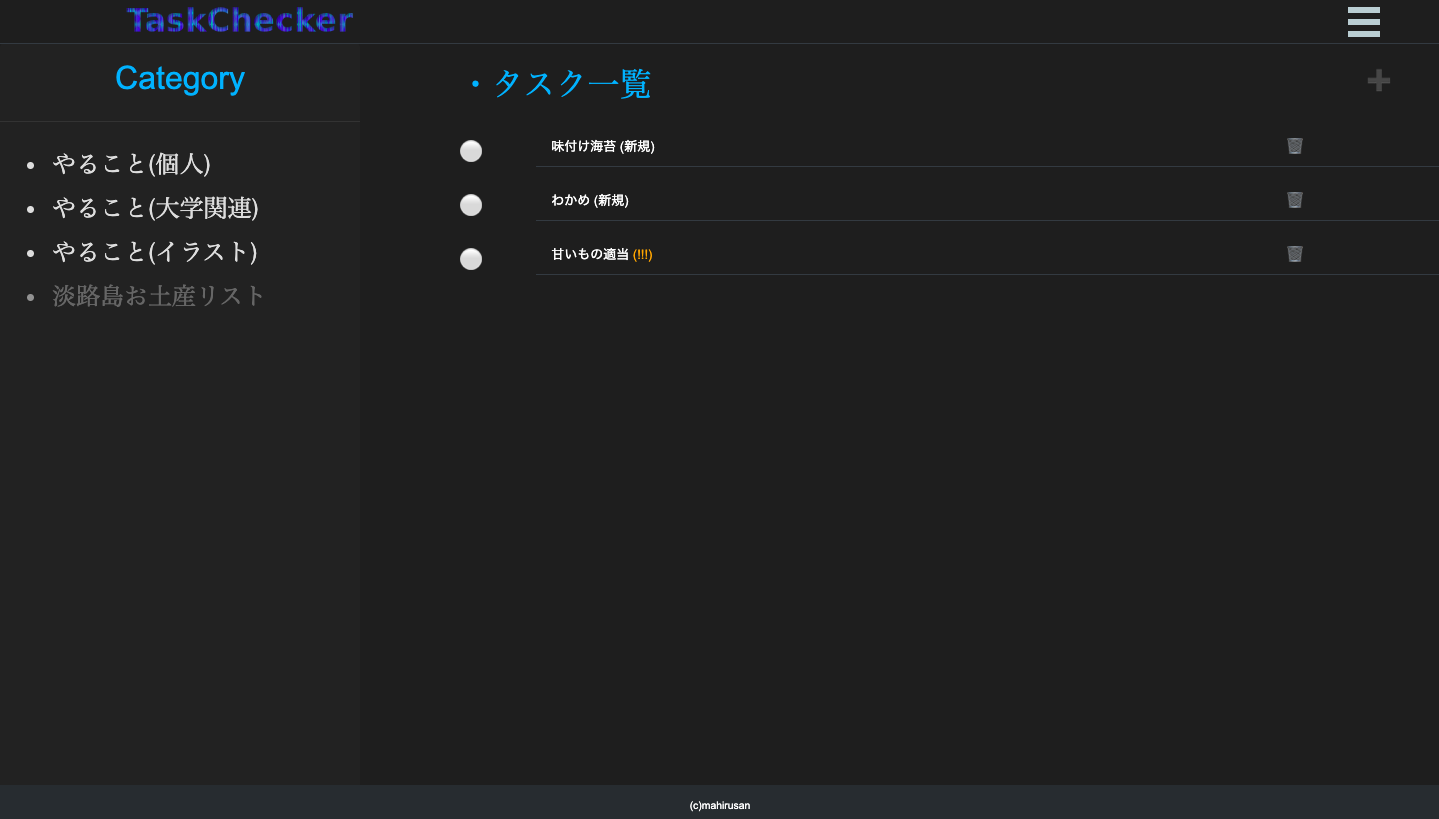 TaskChecker
Category
・タスク一覧
やること(個人)
やること(大学関連)
やること(イラスト)
淡路島お土産リスト
味付け海苔 (新規)
わかめ (新規)
甘いもの適当 (!!!)
(c)mahirusan